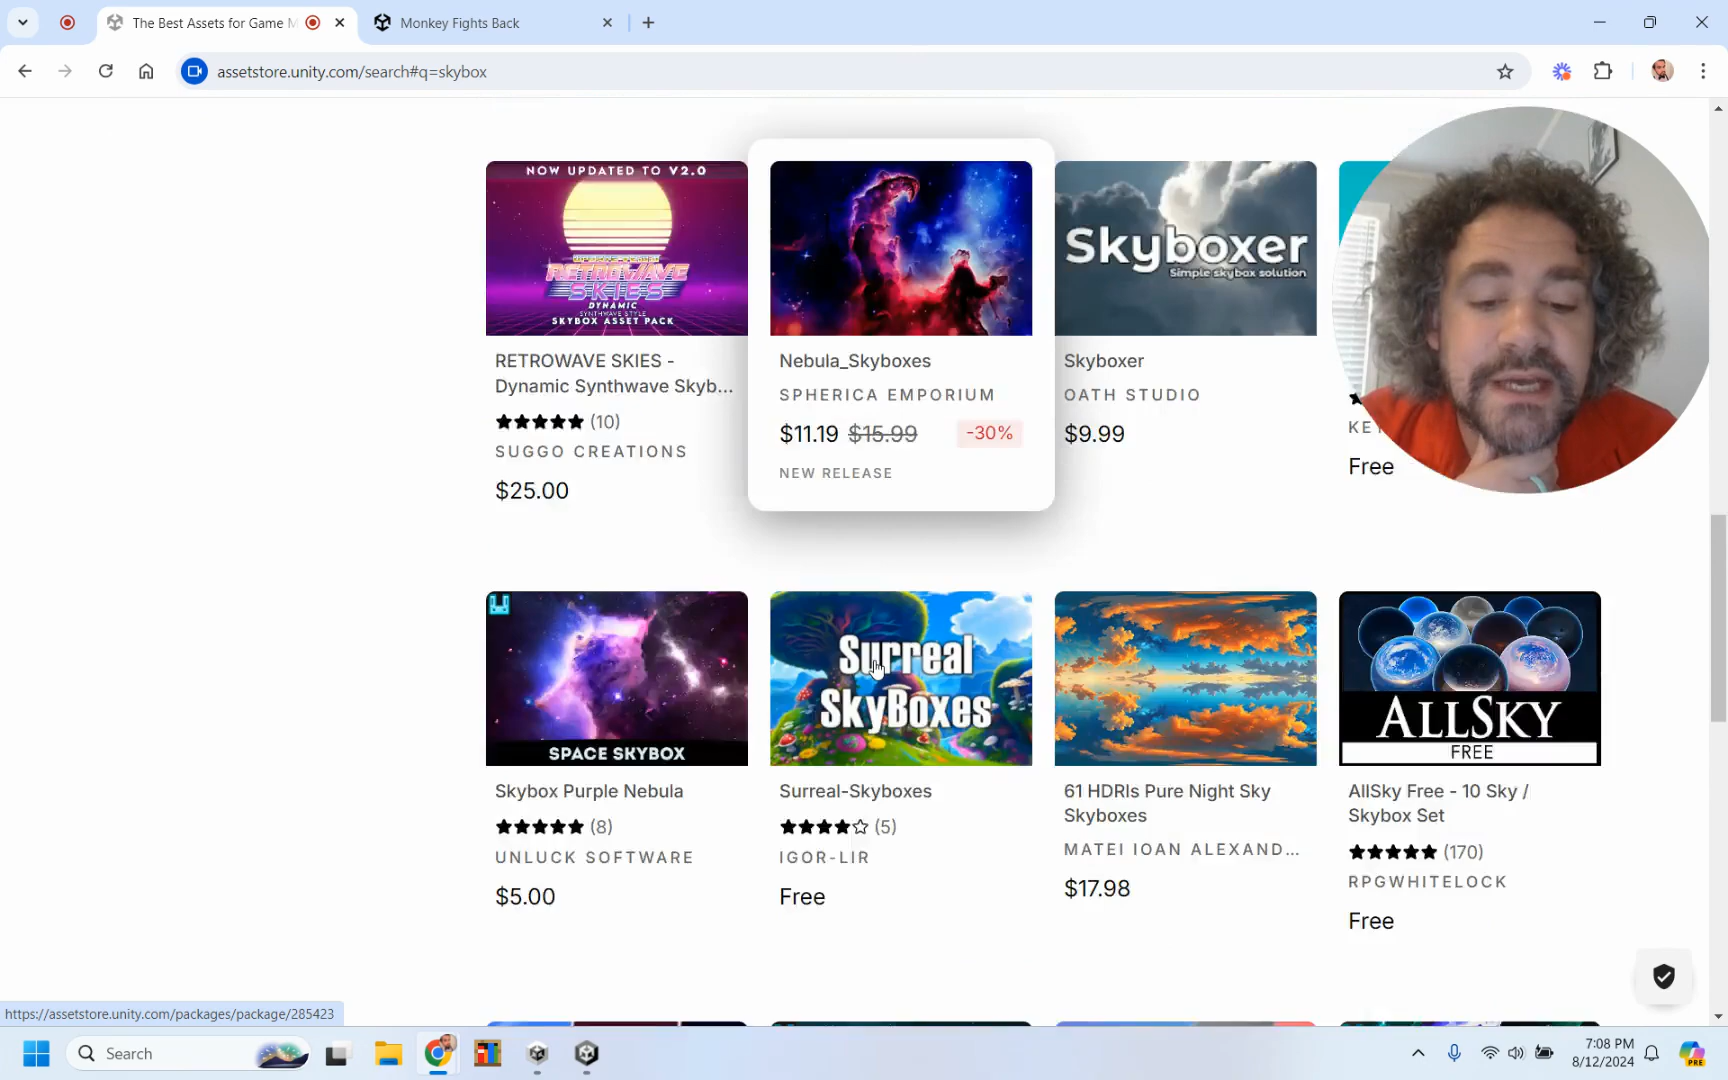 The Best Assets for Game M
Monkey Fights Back
assetstore.unity.com/search#q=skybox
NOW UPDATED TO V2.0
RETROWAVE
SKIES
DYNAMIC
SYNTHWAVE STYLE
SKYBOX ASSET PACK
RETROWAVE SKIES -
Dynamic Synthwave Skyb...
(10)
SUGGO CREATIONS
$25.00
Nebula_Skyboxes
SPHERICA EMPORIUM
$11.19 $15.99 -30%
NEW RELEASE
Skyboxer
Simple skybox solution
Skyboxer
OATH STUDIO
$9.99
KE
Free
SPACE SKYBOX
Skybox Purple Nebula
(8)
UNLUCK SOFTWARE
$5.00
Surreal
SkyBoxes
Surreal-Skyboxes
(5)
IGOR-LIR
Free
61 HDRIs Pure Night Sky
Skyboxes
MATEI IOAN ALEXAND...
$17.98
ALLSKY
FREE
AllSky Free - 10 Sky /
Skybox Set
(170)
RPGWHITELOCK
Free
https://assetstore.unity.com/packages/package/285423
Search
7:08 PM
8/12/2024
PRE